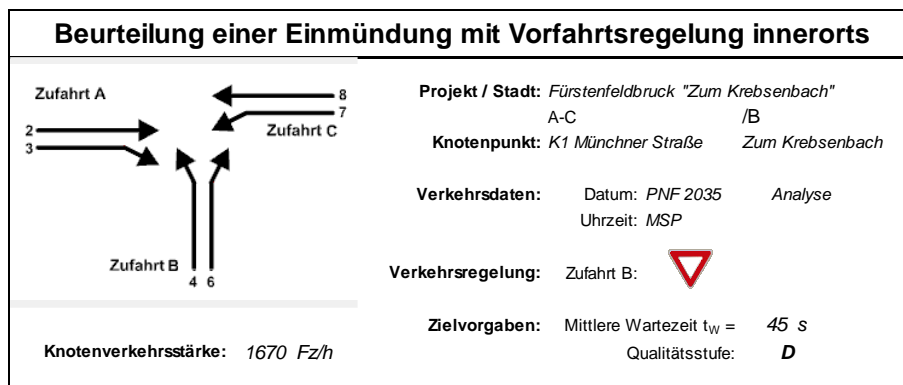 Beurteilung einer Einmündung mit Vorfahrtsregelung innerorts
Zufahrt A
8
7
Zufahrt C
2
3
Zufahrt B
4 6
Knotenverkehrsstärke: 1670 Fz/h
Projekt / Stadt: Fürstenfeldbruck "Zum Krebsenbach"
A-C /B
Knotenpunkt: K1 Münchner Straße Zum Krebsenbach
Verkehrsdaten: Datum: PNF 2035 Analyse
Uhrzeit: MSP
Verkehrsregelung: Zufahrt B:
Zielvorgaben: Mittlere Wartezeit tW = 45 s
Qualitätsstufe: D